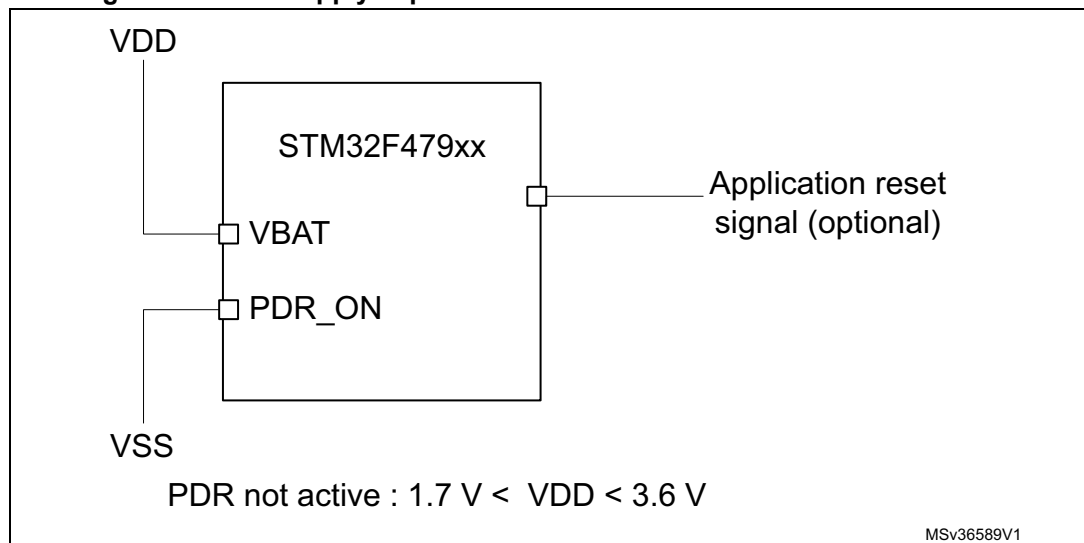 VDD
STM32F479xx
Application reset
signal (optional)
VBAT
PDR_ON
VSS
PDR not active : 1.7 V < VDD < 3.6 V
MSv36589V1